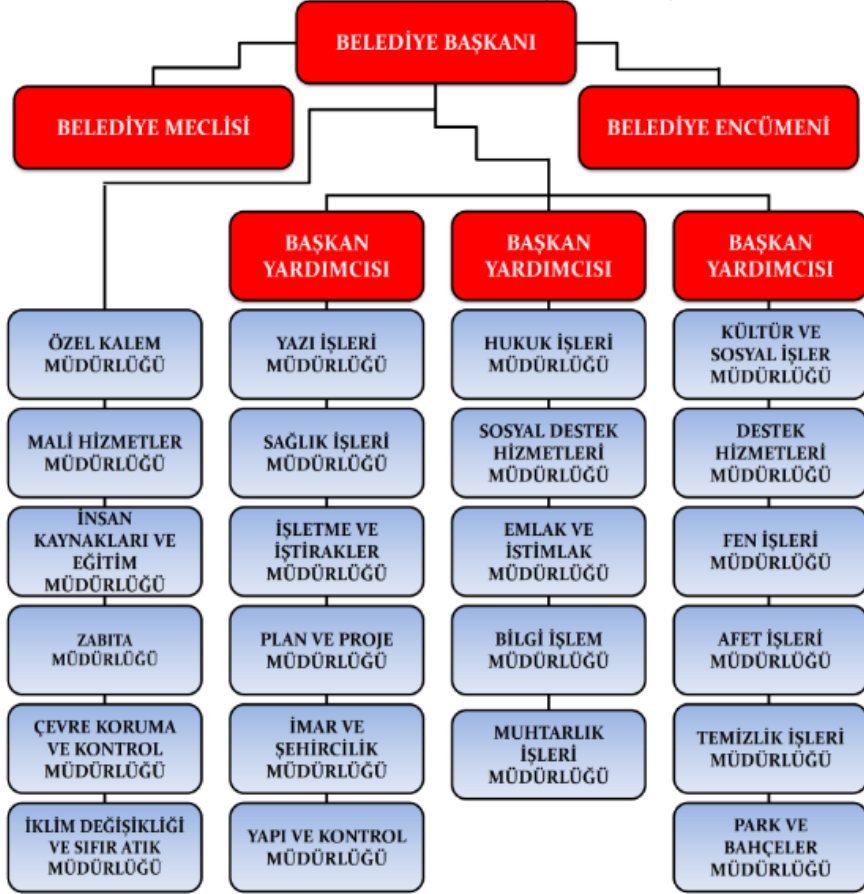 BELEDİYE BAŞKANI
BELEDİYE MECLİSİ
BELEDİYE ENCÜMENİ
BAŞKAN
YARDIMCISI
BAŞKAN
YARDIMCISI
BAŞKAN
YARDIMCISI
ÖZEL KALEM
MÜDÜRLÜĞÜ
MALİ HİZMETLER
MÜDÜRLÜĞÜ
İNSAN
KAYNAKLARI VE
EĞİTİM
MÜDÜRLÜĞÜ
ZABITA
MÜDÜRLÜĞÜ
ÇEVRE KORUMA
VE KONTROL
MÜDÜRLÜĞÜ
İKLİM DEĞİŞİKLİĞİ
VE SIFIR ATIK
MÜDÜRLÜĞÜ
YAZI İŞLERİ
MÜDÜRLÜĞÜ
SAĞLIK İŞLERİ
MÜDÜRLÜĞÜ
İŞLETME VE
İŞTİRAKLER
MÜDÜRLÜĞÜ
PLAN VE PROJE
MÜDÜRLÜĞÜ
İMAR VE
ŞEHİRCİLİK
MÜDÜRLÜĞÜ
YAPI VE KONTROL
MÜDÜRLÜĞÜ
HUKUK İŞLERİ
MÜDÜRLÜĞÜ
SOSYAL DESTEK
HİZMETLERİ
MÜDÜRLÜĞÜ
EMLAK VE
İSTİMLAK
MÜDÜRLÜĞÜ
BİLGİ İŞLEM
MÜDÜRLÜĞÜ
MUHTARLIK
İŞLERİ
MÜDÜRLÜĞÜ
KÜLTÜR VE
SOSYAL İŞLER
MÜDÜRLÜĞÜ
DESTEK
HİZMETLERİ
MÜDÜRLÜĞÜ
FEN İŞLERİ
MÜDÜRLÜĞÜ
AFET İŞLERİ
MÜDÜRLÜĞÜ
TEMİZLİK İŞLERİ
MÜDÜRLÜĞÜ
PARK VE
BAHÇELER
MÜDÜRLÜĞÜ